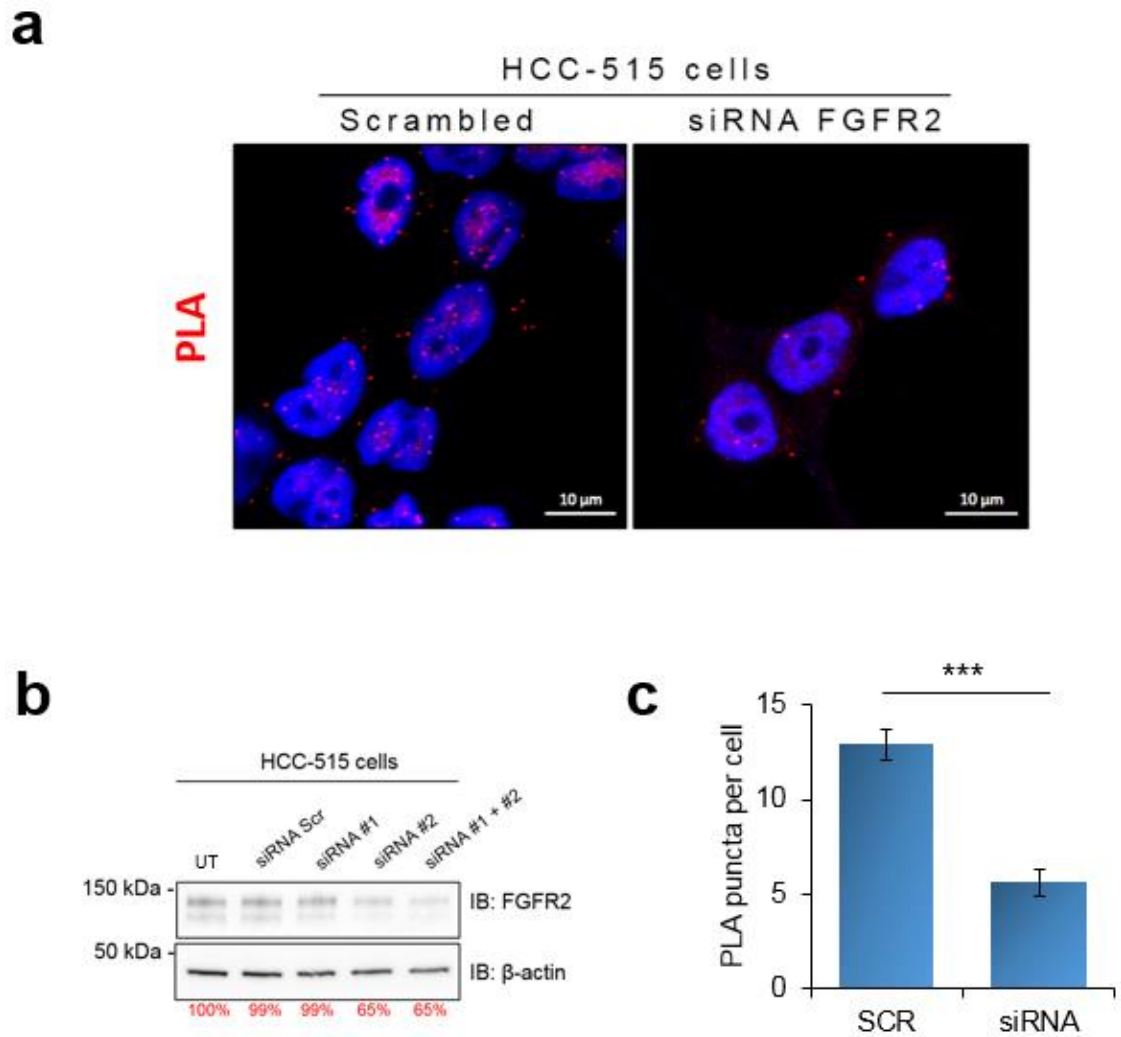 a
HCC-515 cells
Scrambled siRNA FGFR2
PLA
10 µm 10 µm
b
HCC-515 cells
UT siRNA Scr siRNA #1 siRNA #2 siRNA #1 + #2
150 kDa - IB: FGFR2
50 kDa - IB: β-actin
100% 99% 99% 65% 65%
c
***
PLA puncta per cell
15
10
5
0
SCR siRNA